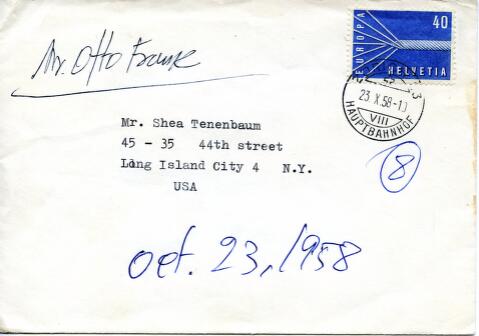 Mr. Otto Frank
EUROPA
40
HELVETIA
23.X.58-19
VIII
HAUPTBAHNHOF
Mr. Shea Tenenbaum
45 - 35 44th street
Long Island City 4 N.Y.
USA
8
oct. 23, 1958